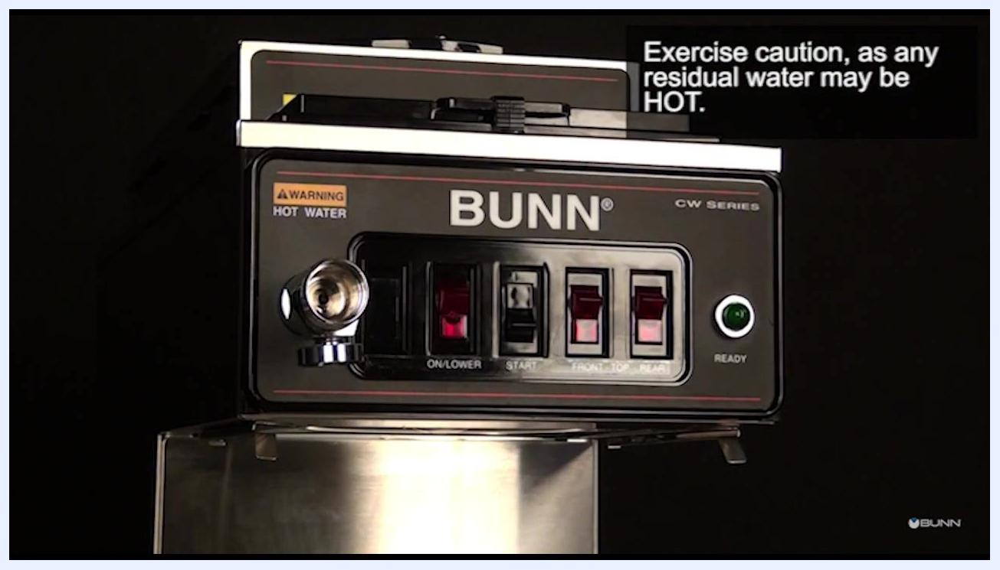 Exercise caution, as any
residual water may be
HOT.
WARNING
HOT WATER
BUNN®
CW SERIES
ON/LOWER
START
FRONT TOP REAR
READY
BUNN